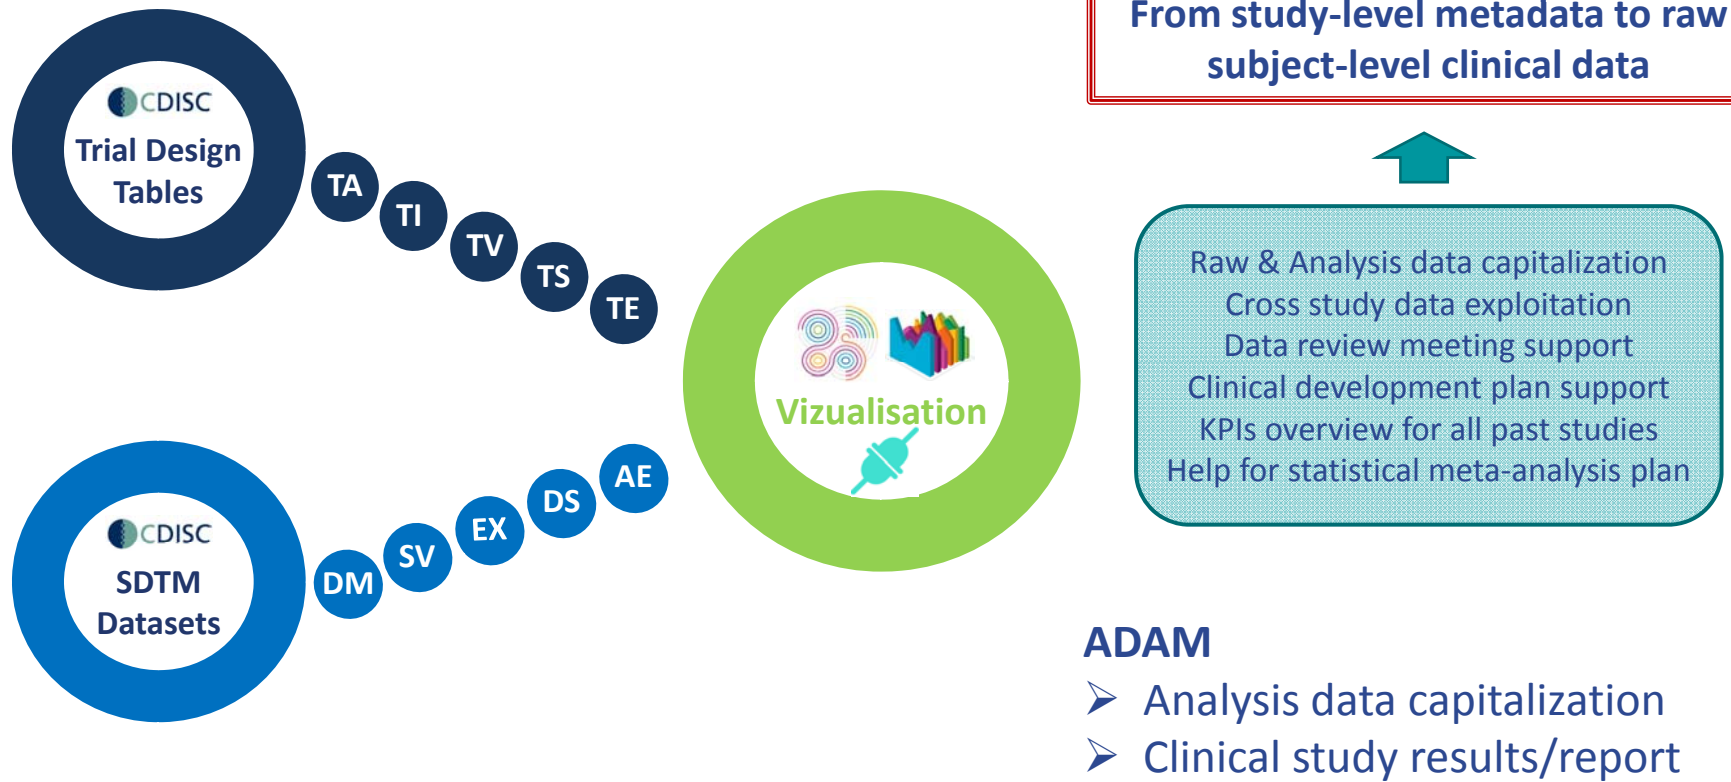 CDISC
Trial Design
Tables
TA
TI
TV
TS
TE
CDISC
SDTM
Datasets
DM
SV
EX
DS
AE
Vizualisation
From study-level metadata to raw
subject-level clinical data
Raw & Analysis data capitalization
Cross study data exploitation
Data review meeting support
Clinical development plan support
KPIs overview for all past studies
Help for statistical meta-analysis plan
ADAM
➢ Analysis data capitalization
➢ Clinical study results/report